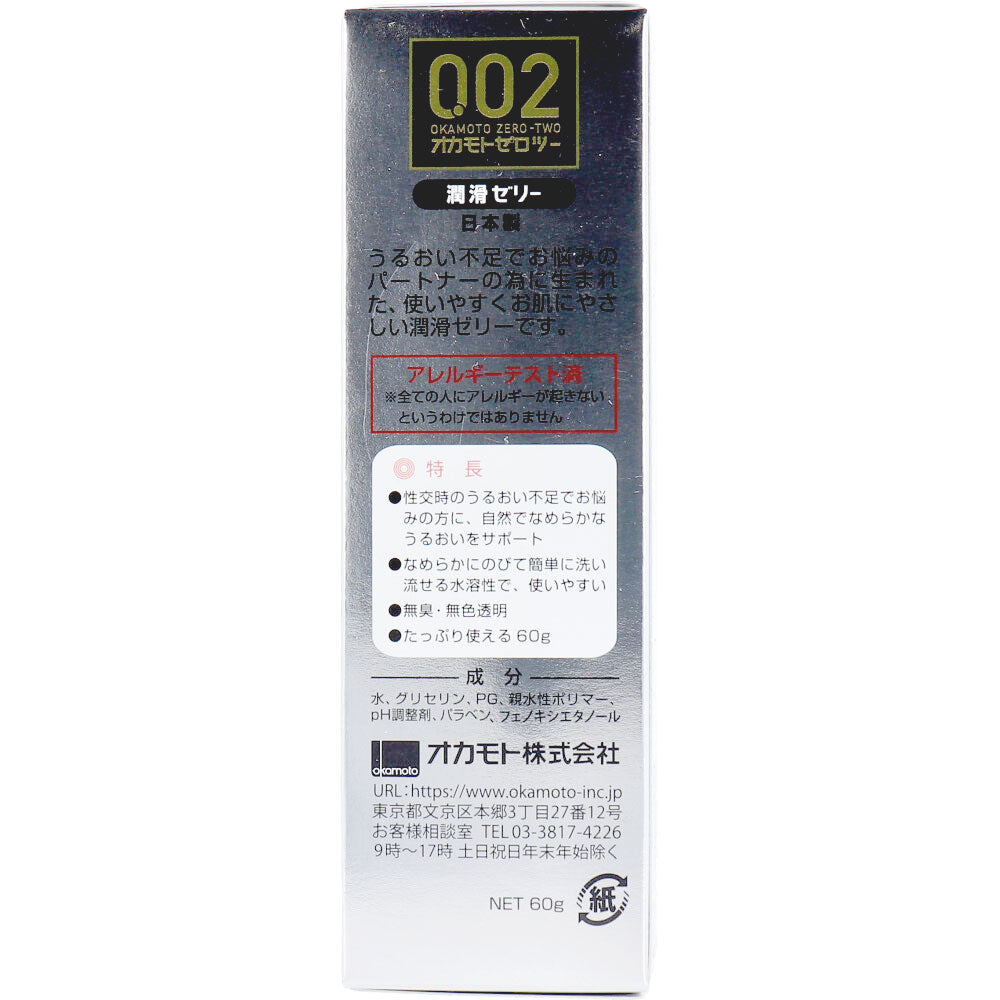 0.02
OKAMOTO ZERO-TWO
オカモトゼロツー
潤滑ゼリー
日本製
うるおい不足でお悩みの
パートナーの為に生まれ
た、使いやすくお肌にやさ
しい潤滑ゼリーです。
アレルギーテスト済
※全ての人にアレルギーが起きない
というわけではありません
特 長
●性交時のうるおい不足でお悩
みの方に、自然でなめらかな
うるおいをサポート
●なめらかにのびて簡単に洗い
流せる水溶性で、使いやすい
●無臭・無色透明
●たっぷり使える60g
成 分
水、グリセリン、PG、親水性ポリマー、
pH調整剤、パラベン、フェノキシエタノール
okamoto オカモト株式会社
URL:https://www.okamoto-inc.jp
東京都文京区本郷3丁目27番12号
お客様相談室 TEL 03-3817-4226
9時～17時 土日祝日年末年始除く
NET 60g 紙